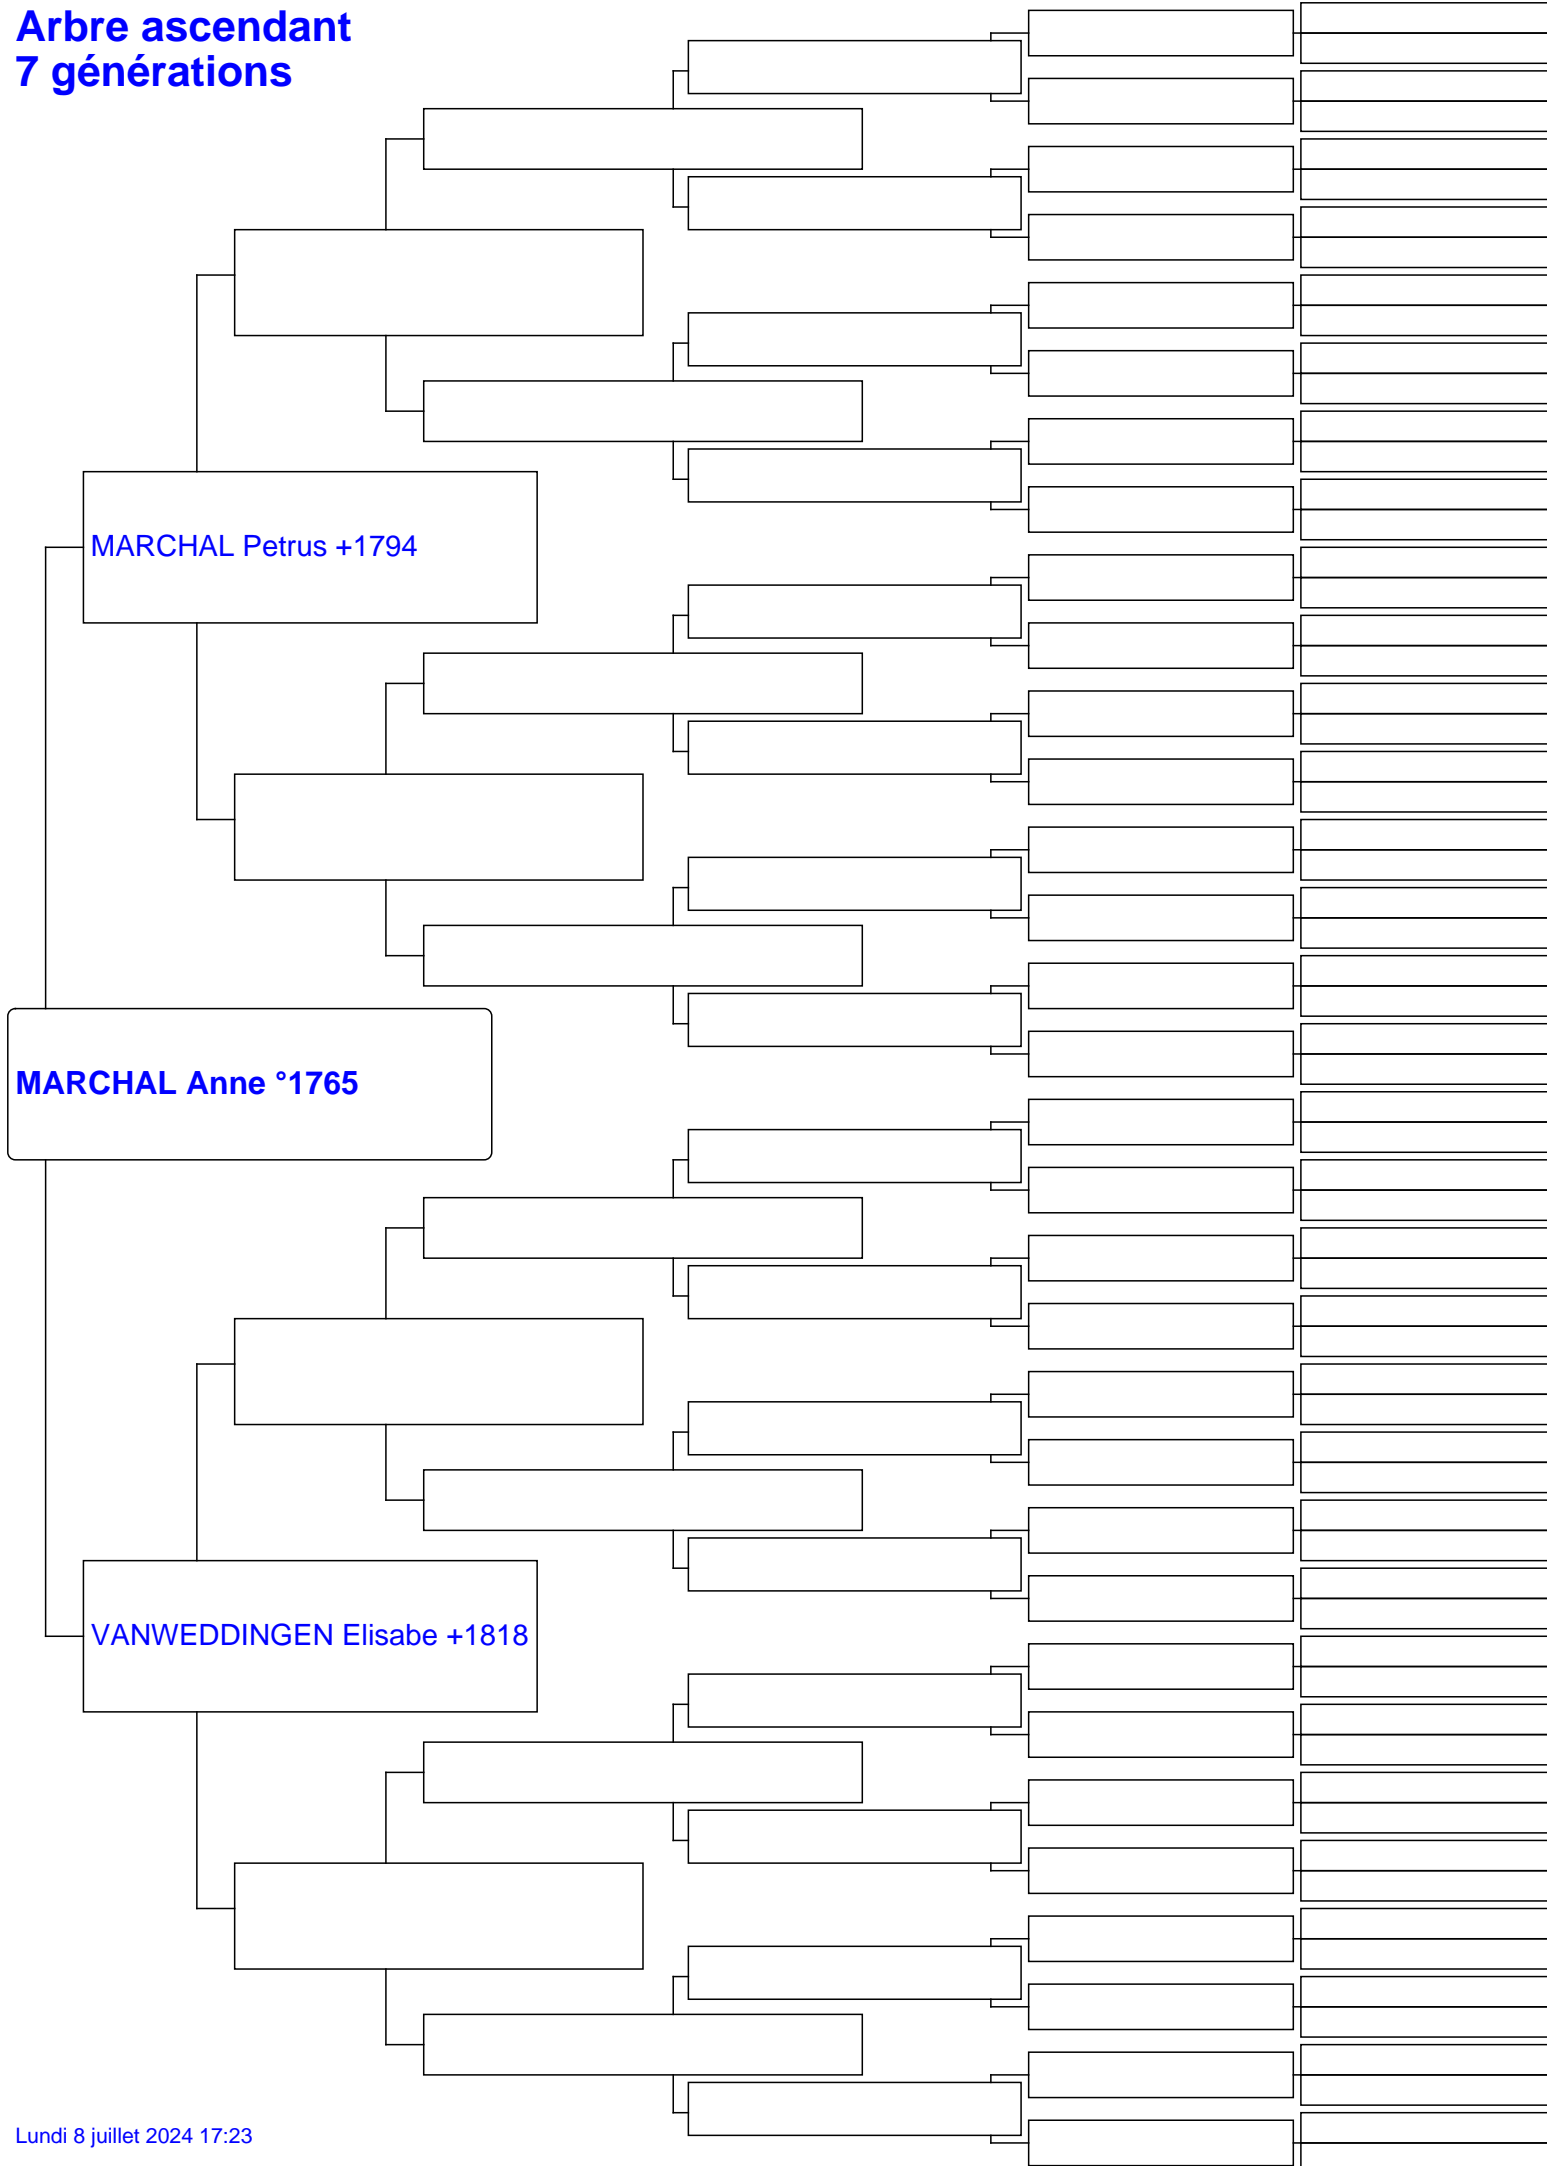 Arbre ascendant
7 générations
MARCHAL Petrus +1794
MARCHAL Anne °1765
VANWEDDINGEN Elisabe +1818
Lundi 8 juillet 2024 17:23